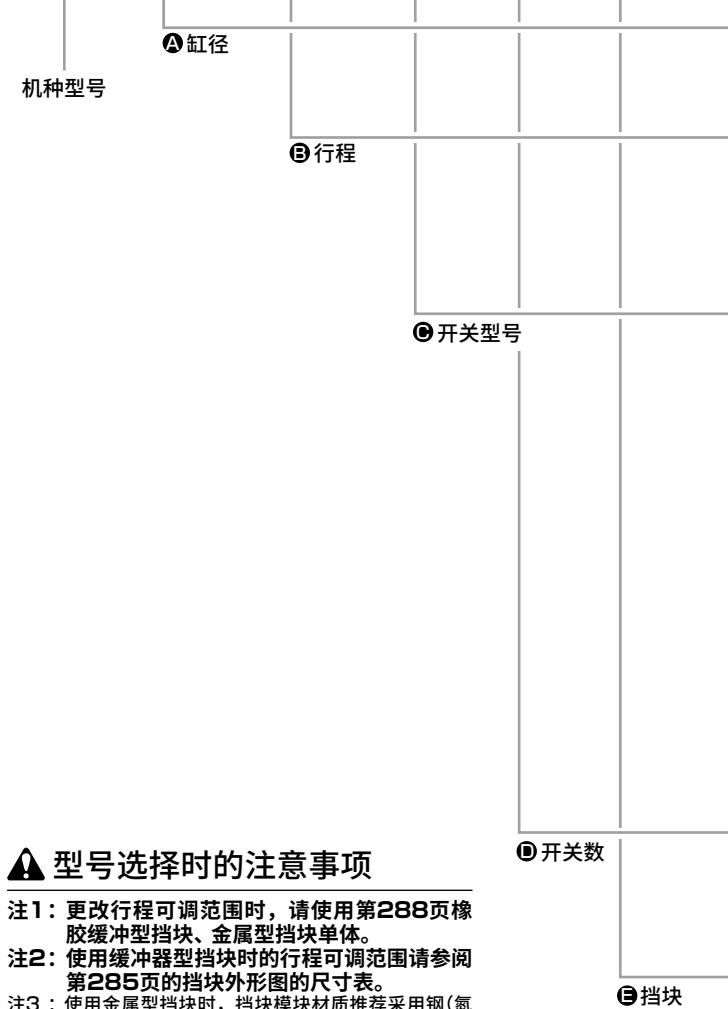 Ⓐ缸径
机种型号
Ⓑ行程
Ⓒ开关型号
Ⓓ开关数
型号选择时的注意事项
注1：更改行程可调范围时，请使用第288页橡
胶缓冲型挡块、金属型挡块单体。
注2：使用缓冲器型挡块时的行程可调范围请参阅
第285页的挡块外形图的尺寸表。
Ⓔ挡块
注3：使用金属型挡块时，挡块模块材质推荐采用钢(氮